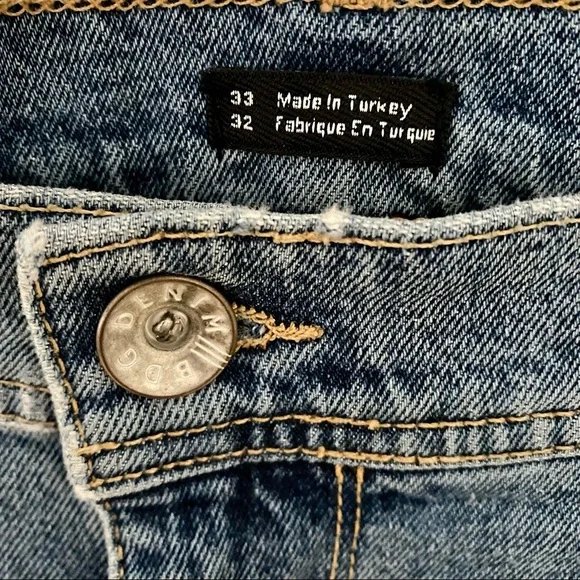 33 Made In Turkey
32 Fabrique En Turquie
DENIM
BDG